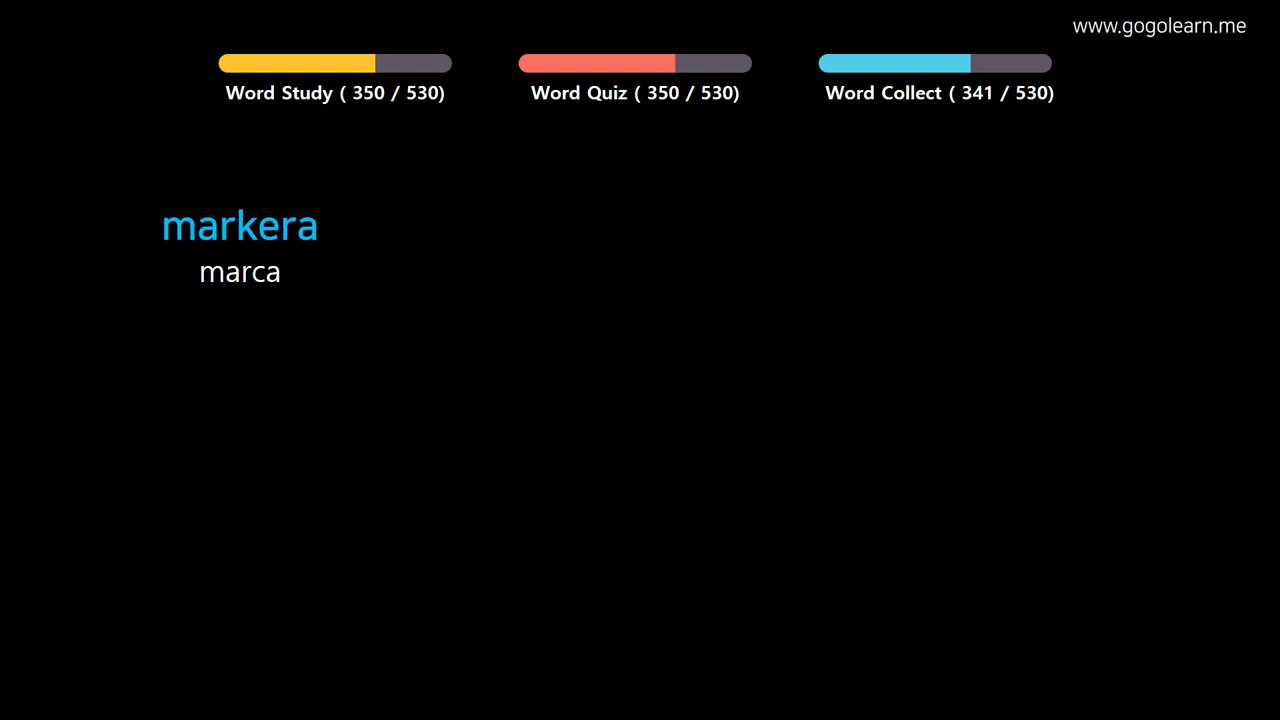 www.gogolearn.me
Word Study ( 350 / 530)
Word Quiz ( 350 / 530)
Word Collect ( 341 / 530)
markera
marca